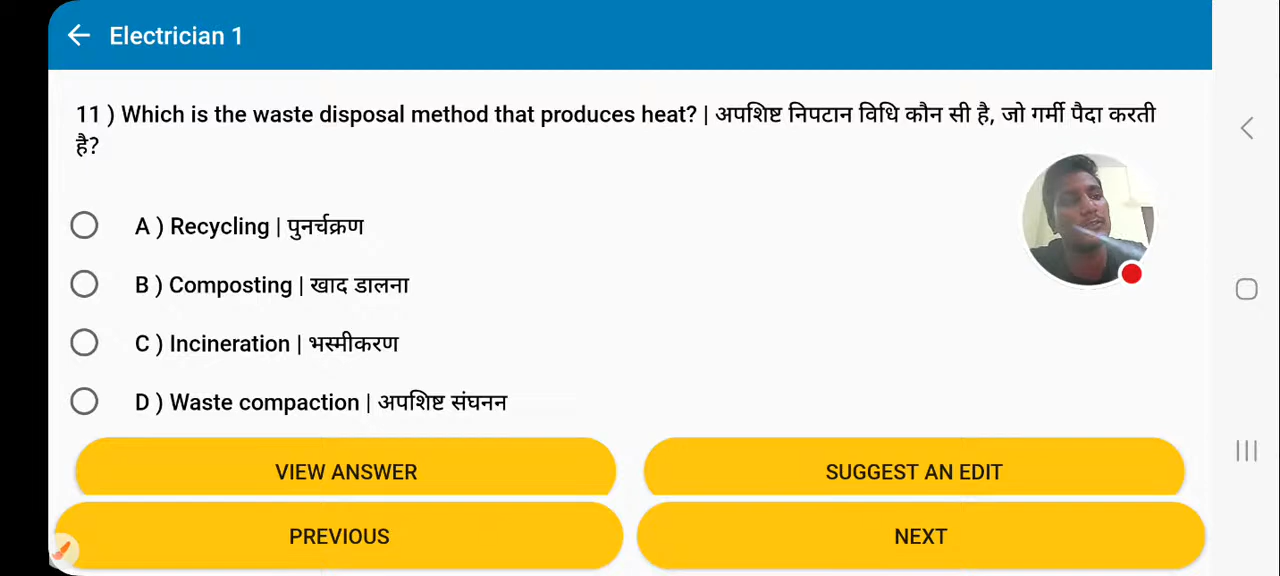 Electrician 1
11 ) Which is the waste disposal method that produces heat? | अपशिष्ट निपटान विधि कौन सी है, जो गर्मी पैदा करती
है?
A ) Recycling | पुनर्चक्रण
B ) Composting | खाद डालना
C ) Incineration | भस्मीकरण
D ) Waste compaction | अपशिष्ट संघनन
VIEW ANSWER
SUGGEST AN EDIT
PREVIOUS
NEXT